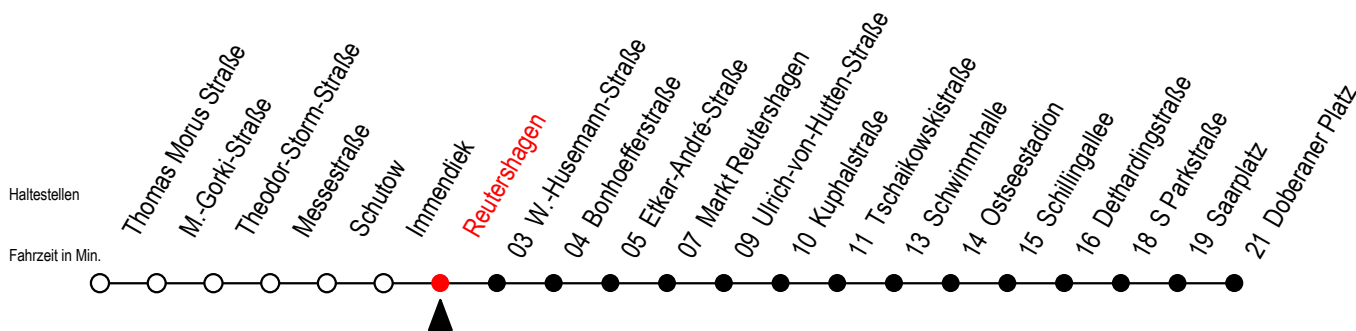 Haltestellen
Fahrzeit in Min.
Thomas Morus Straße
M.-Gorki-Straße
Theodor-Storm-Straße
Messestraße
Schutow
Immendiek
Reutershagen
03 W.-Husemann-Straße
04 Bonhoefferstraße
05 Etkar-André-Straße
07 Markt Reutershagen
09 Ulrich-von-Hutten-Straße
10 Kuphalstraße
11 Tschaikowskistraße
13 Schwimmhalle
14 Ostseestadion
15 Schillingallee
16 Dethardingstraße
18 S Parkstraße
19 Saarplatz
21 Doberaner Platz